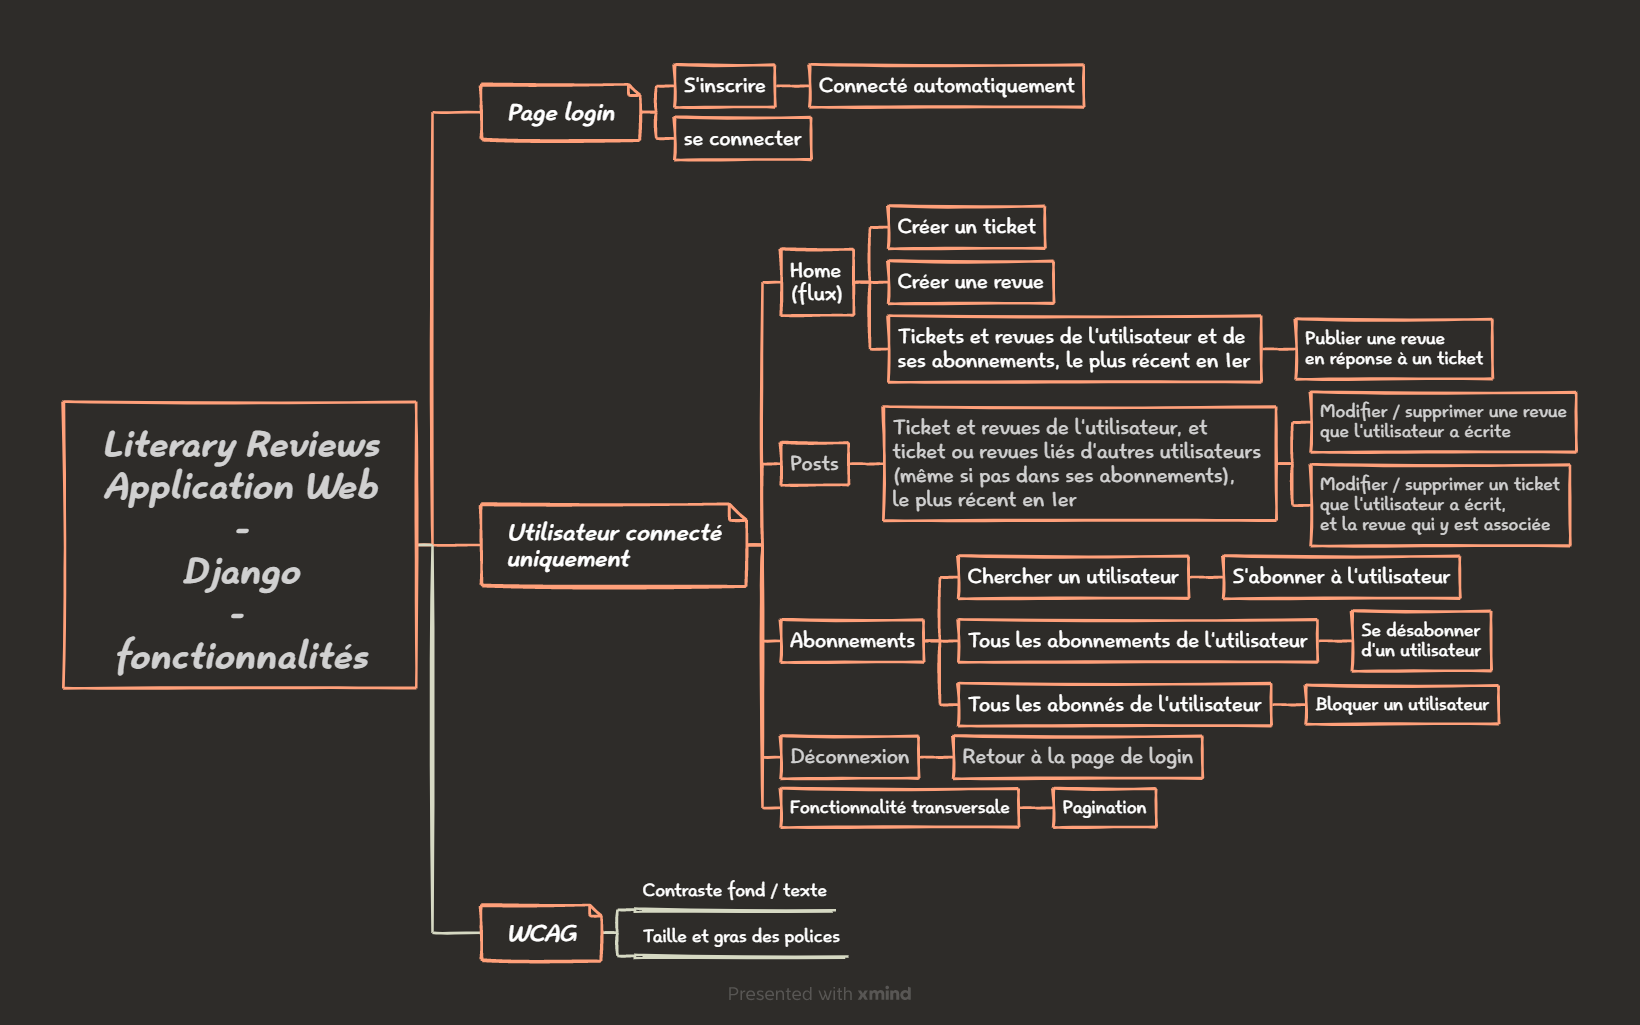 Literary Reviews
Application Web
-
Django
-
fonctionnalités
Page login
S'inscrire
Connecté automatiquement
se connecter
Utilisateur connecté
uniquement
Home
(flux)
Créer un ticket
Créer une revue
Tickets et revues de l'utilisateur et de
ses abonnements, le plus récent en 1er
Publier une revue
en réponse à un ticket
Posts
Ticket et revues de l'utilisateur, et
ticket ou revues liés d'autres utilisateurs
(même si pas dans ses abonnements),
le plus récent en 1er
Modifier / supprimer une revue
que l'utilisateur a écrite
Modifier / supprimer un ticket
que l'utilisateur a écrit,
et la revue qui y est associée
Abonnements
Chercher un utilisateur
S'abonner à l'utilisateur
Tous les abonnements de l'utilisateur
Se désabonner
d'un utilisateur
Tous les abonnés de l'utilisateur
Bloquer un utilisateur
Déconnexion
Retour à la page de login
Fonctionnalité transversale
Pagination
WCAG
Contraste fond / texte
Taille et gras des polices
Presented with xmind